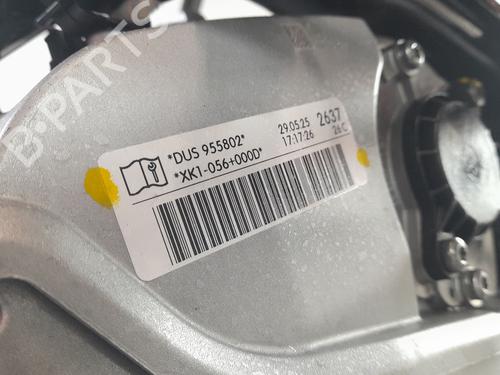 B-PARTS
*DUS 955802*
29.05.25 2637
*XK1-056+000D*
17:17:26 26°C